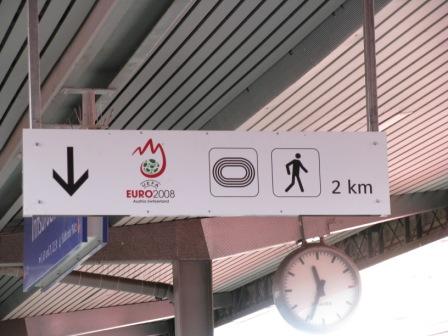 UEFA
EURO2008
Austria-Switzerland
2 km